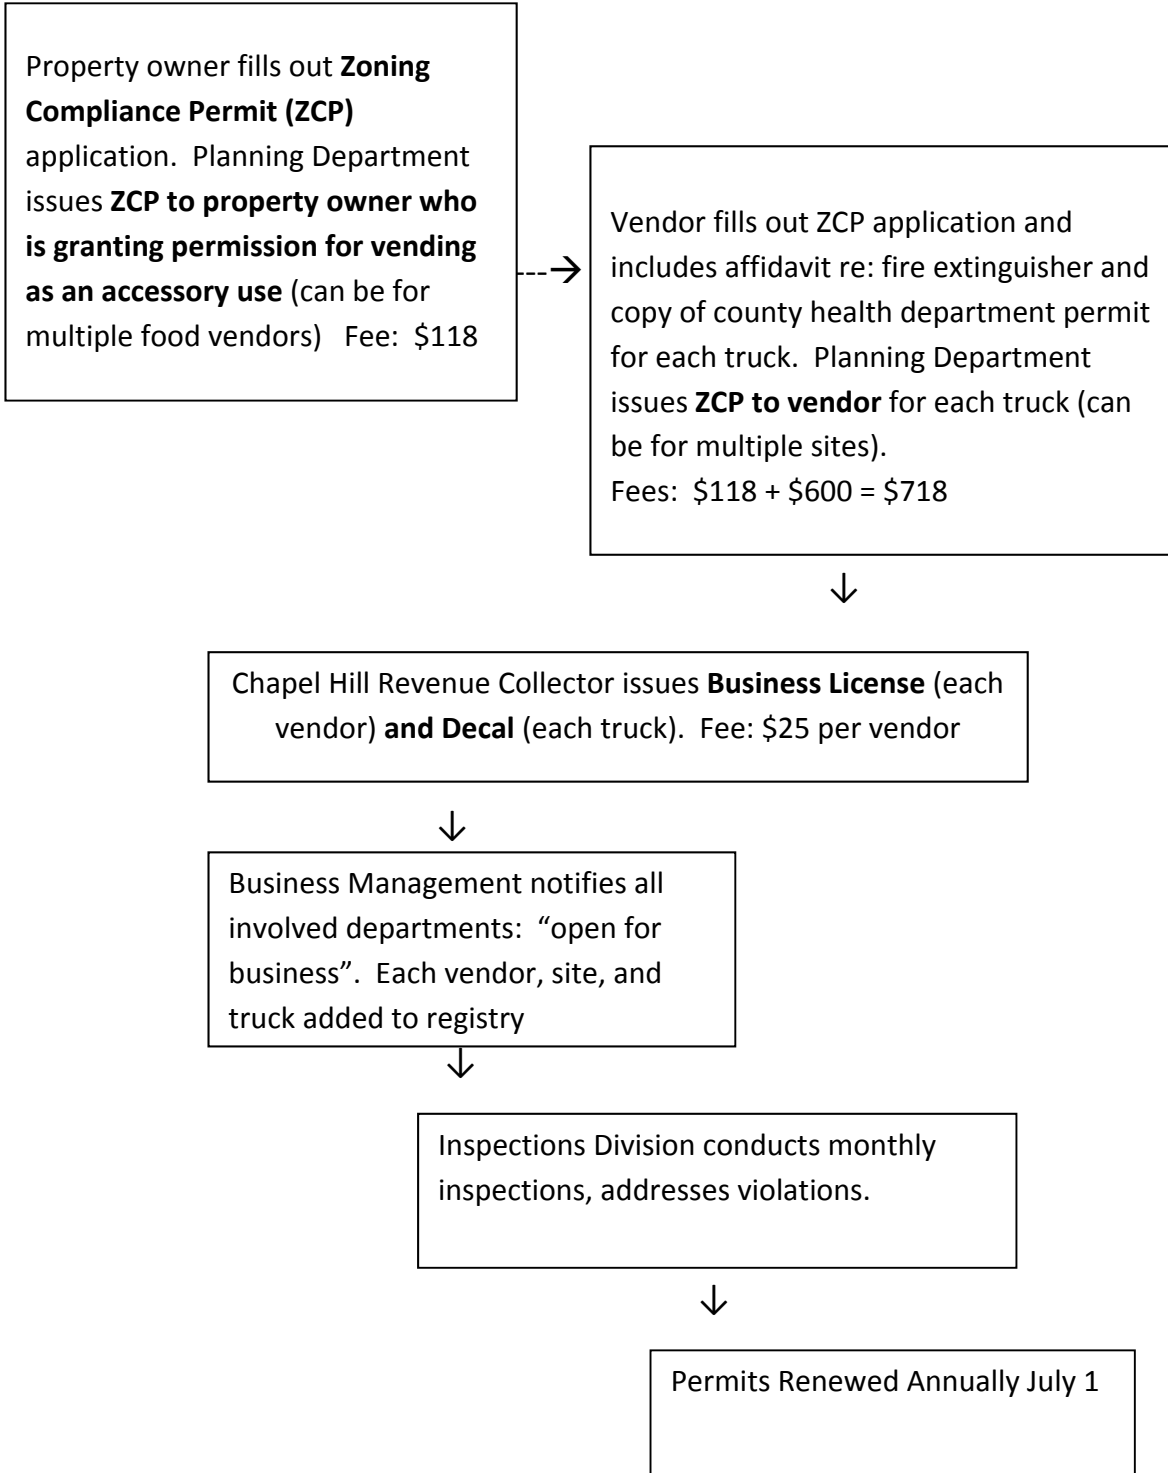 Property owner fills out Zoning
Compliance Permit (ZCP)
application.  Planning Department
issues ZCP to property owner who
is granting permission for vending
as an accessory use (can be for
multiple food vendors)   Fee:  $118
---→
Vendor fills out ZCP application and
includes affidavit re: fire extinguisher and
copy of county health department permit
for each truck.  Planning Department
issues ZCP to vendor for each truck (can
be for multiple sites).
Fees:  $118 + $600 = $718
↓
Chapel Hill Revenue Collector issues Business License (each
vendor) and Decal (each truck).  Fee: $25 per vendor
↓
Business Management notifies all
involved departments:  “open for
business”.  Each vendor, site, and
truck added to registry
↓
Inspections Division conducts monthly
inspections, addresses violations.
↓
Permits Renewed Annually July 1